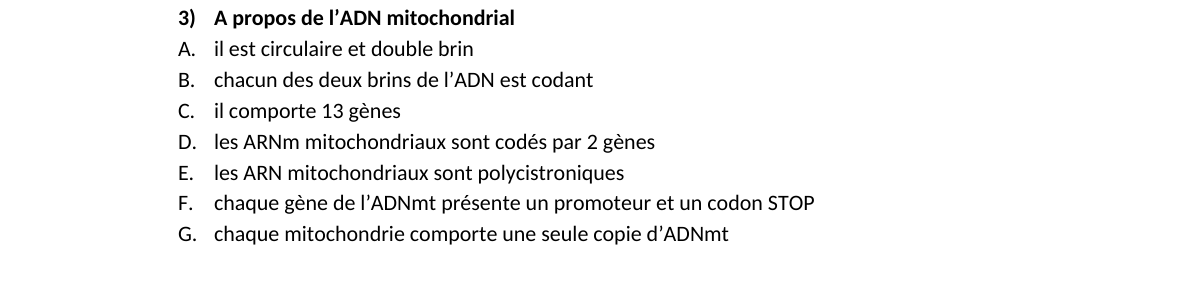 3) A propos de l’ADN mitochondrial
A. il est circulaire et double brin
B. chacun des deux brins de l’ADN est codant
C. il comporte 13 gènes
D. les ARNm mitochondriaux sont codés par 2 gènes
E. les ARN mitochondriaux sont polycistroniques
F. chaque gène de l’ADNmt présente un promoteur et un codon STOP
G. chaque mitochondrie comporte une seule copie d’ADNmt